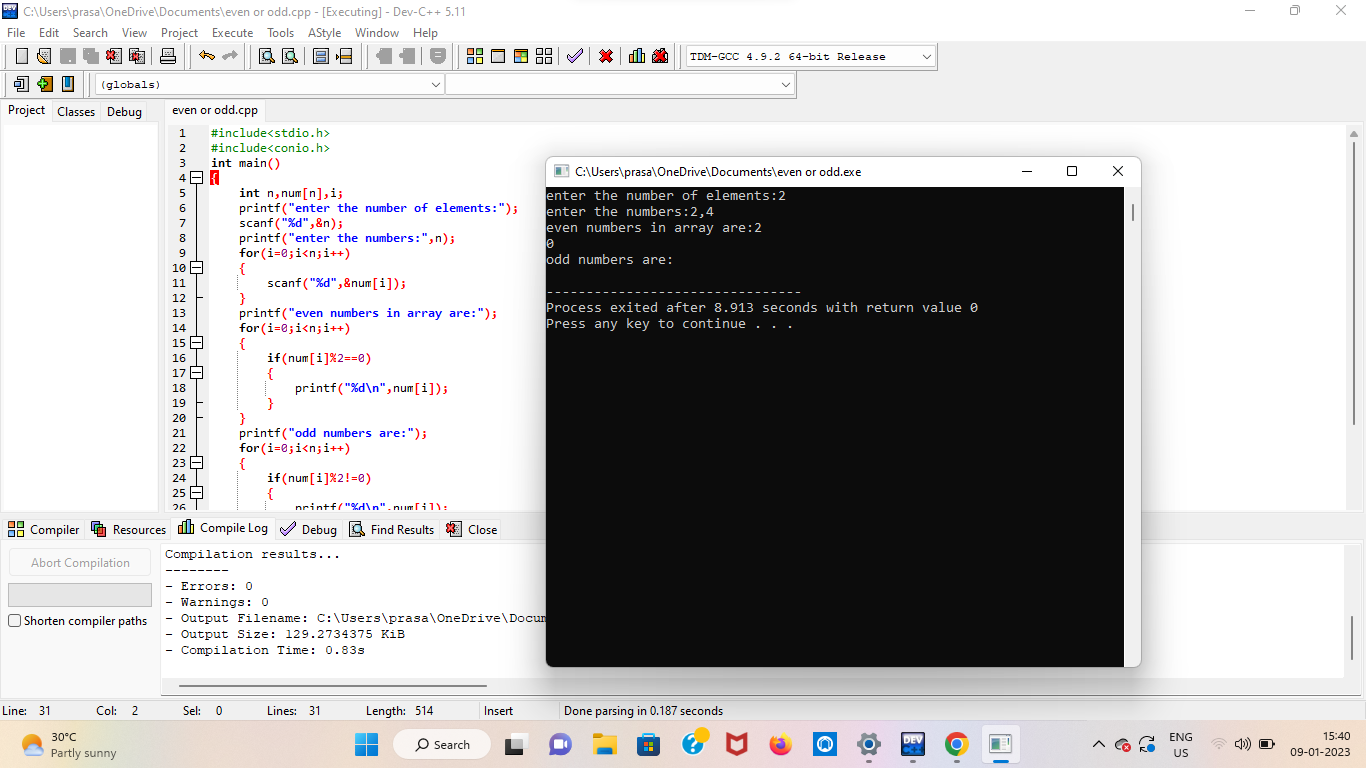 C:\Users\prasa\OneDrive\Documents\even or odd.cpp - [Executing] - Dev-C++ 5.11
File Edit Search View Project Execute Tools AStyle Window Help
TDM-GCC 4.9.2 64-bit Release
(globals)
Project Classes Debug
even or odd.cpp
1 #include<stdio.h>
2 #include<conio.h>
3 int main()
4 {
5 int n,num[n],i;
6 printf("enter the number of elements:");
7 scanf("%d",&n);
8 printf("enter the numbers:",n);
9 for(i=0;i<n;i++)
10 {
11 scanf("%d",&num[i]);
12 }
13 printf("even numbers in array are:");
14 for(i=0;i<n;i++)
15 {
16 if(num[i]%2==0)
17 {
18 printf("%d\n",num[i]);
19 }
20 }
21 printf("odd numbers are:");
22 for(i=0;i<n;i++)
23 {
24 if(num[i]%2!=0)
25 {
26 printf("%d\n",num[i]);
C:\Users\prasa\OneDrive\Documents\even or odd.exe
enter the number of elements:2
enter the numbers:2,4
even numbers in array are:2
0
odd numbers are:
--------------------------------
Process exited after 8.913 seconds with return value 0
Press any key to continue . . .
Compiler Resources Compile Log Debug Find Results Close
Abort Compilation
Shorten compiler paths
Compilation results...
--------
- Errors: 0
- Warnings: 0
- Output Filename: C:\Users\prasa\OneDrive\Docum
- Output Size: 129.2734375 KiB
- Compilation Time: 0.83s
Line: 31 Col: 2 Sel: 0 Lines: 31 Length: 514 Insert Done parsing in 0.187 seconds
30°C
Partly sunny
Search
DEV
ENG
US
15:40
09-01-2023